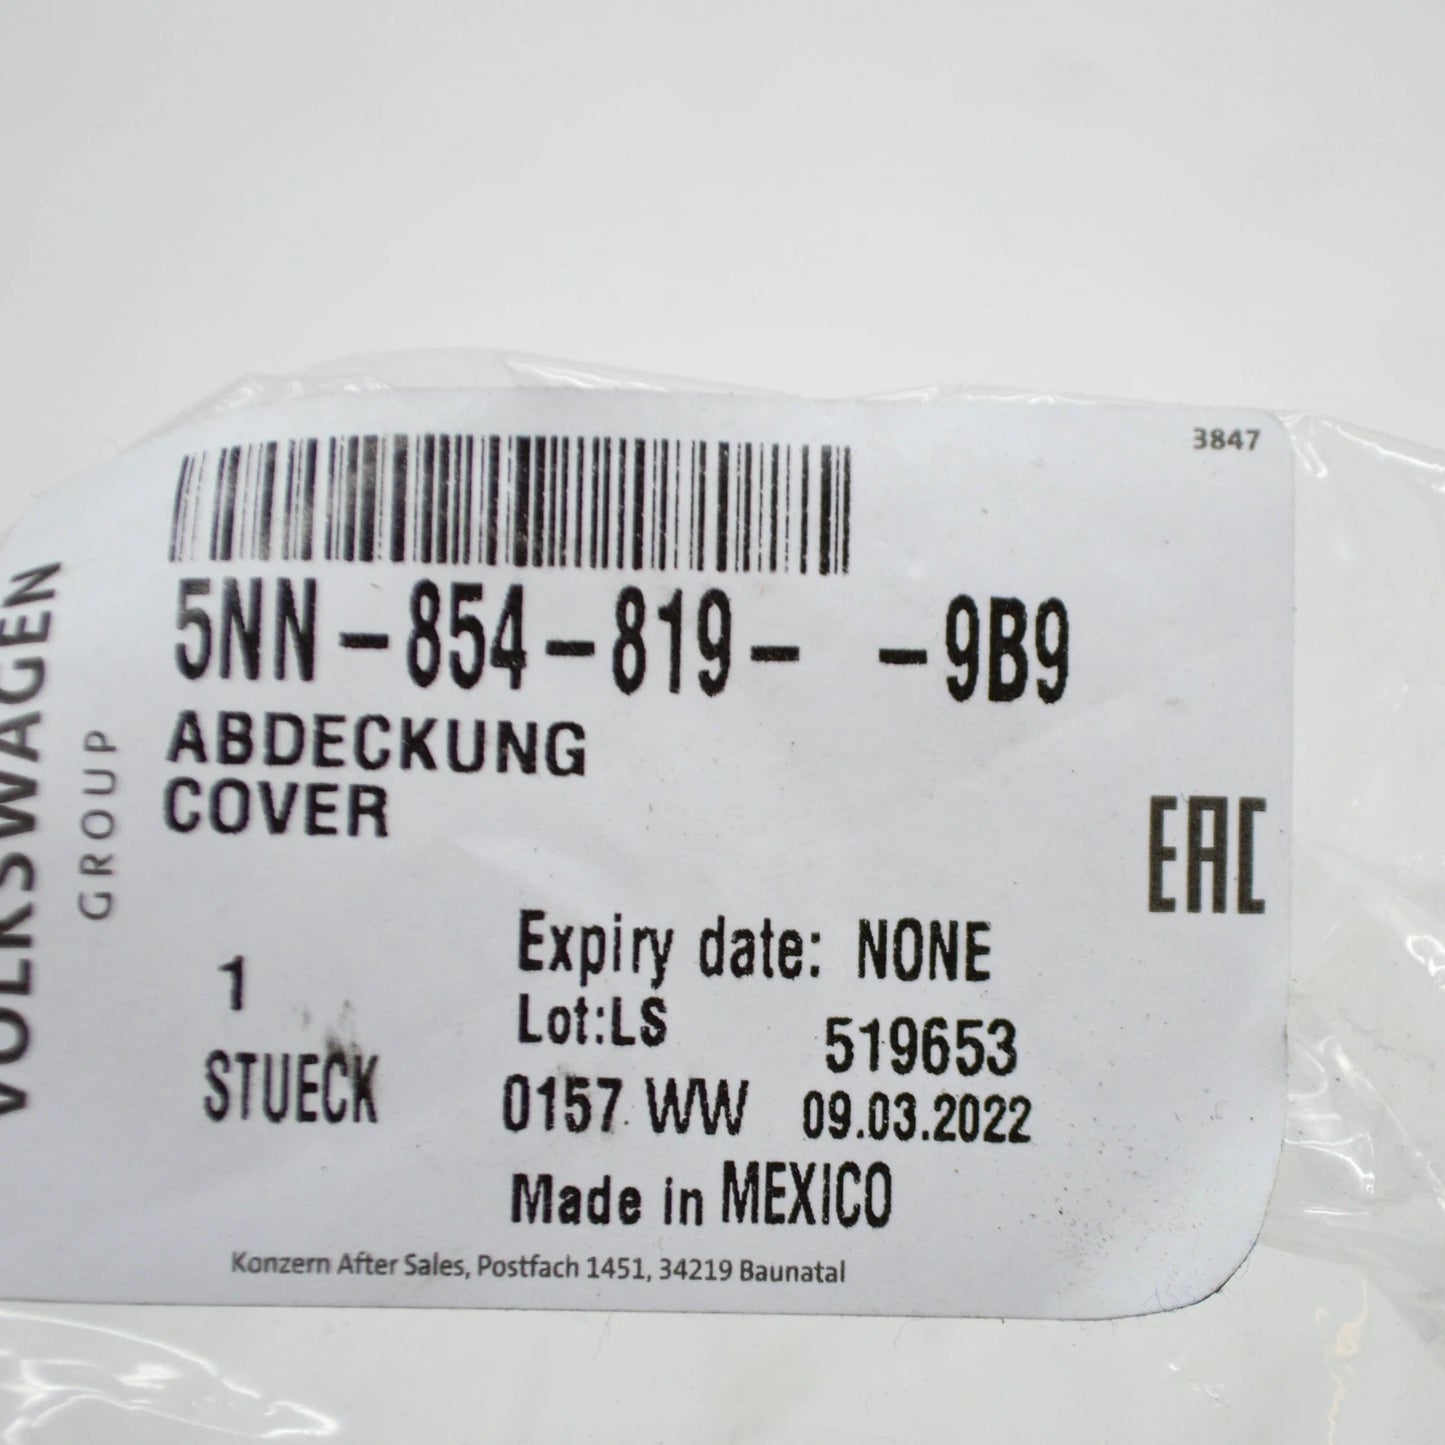 3847
5NN-854-819- -9B9
ABDECKUNG
COVER
EAC
VOLKSWAGEN
GROUP
1
STUECK
Expiry date: NONE
Lot:LS
519653
0157 WW 09.03.2022
Made in MEXICO
Konzern After Sales, Postfach 1451, 34219 Baunatal